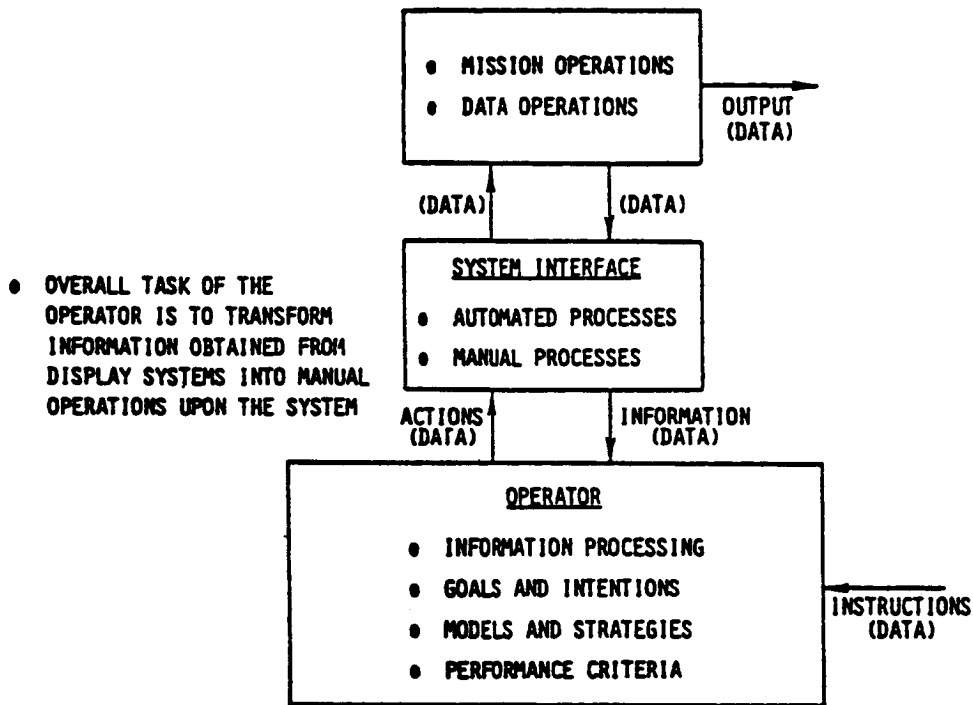 ● MISSION OPERATIONS
● DATA OPERATIONS
OUTPUT
(DATA)
(DATA)
(DATA)
SYSTEM INTERFACE
● AUTOMATED PROCESSES
● MANUAL PROCESSES
● OVERALL TASK OF THE
OPERATOR IS TO TRANSFORM
INFORMATION OBTAINED FROM
DISPLAY SYSTEMS INTO MANUAL
OPERATIONS UPON THE SYSTEM
ACTIONS
(DATA)
INFORMATION
(DATA)
OPERATOR
● INFORMATION PROCESSING
● GOALS AND INTENTIONS
● MODELS AND STRATEGIES
● PERFORMANCE CRITERIA
INSTRUCTIONS
(DATA)